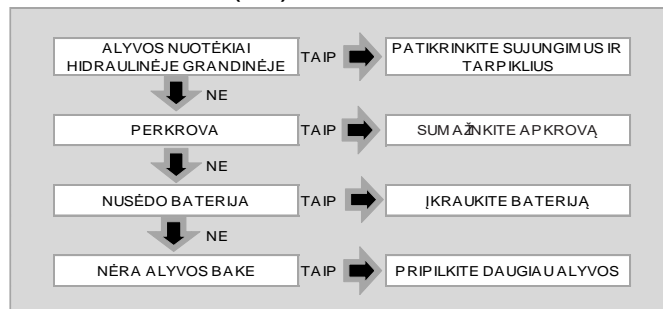 ALYVOS NUOTĖKIAI
HIDRAULINĖJE GRANDINĖJE
TAIP
PATIKRINKITE SUJUNGIMUS IR
TARPIKLIUS
NE
PERKROVA
TAIP
SUMAŽNKITE APKROVĄ
NE
NUSĖDO BATERIJA
TAIP
ĮKRAUKITE BATERIJĄ
NE
NĖRA ALYVOS BAKE
TAIP
PRIPILKITE DAUGIAU ALYVOS